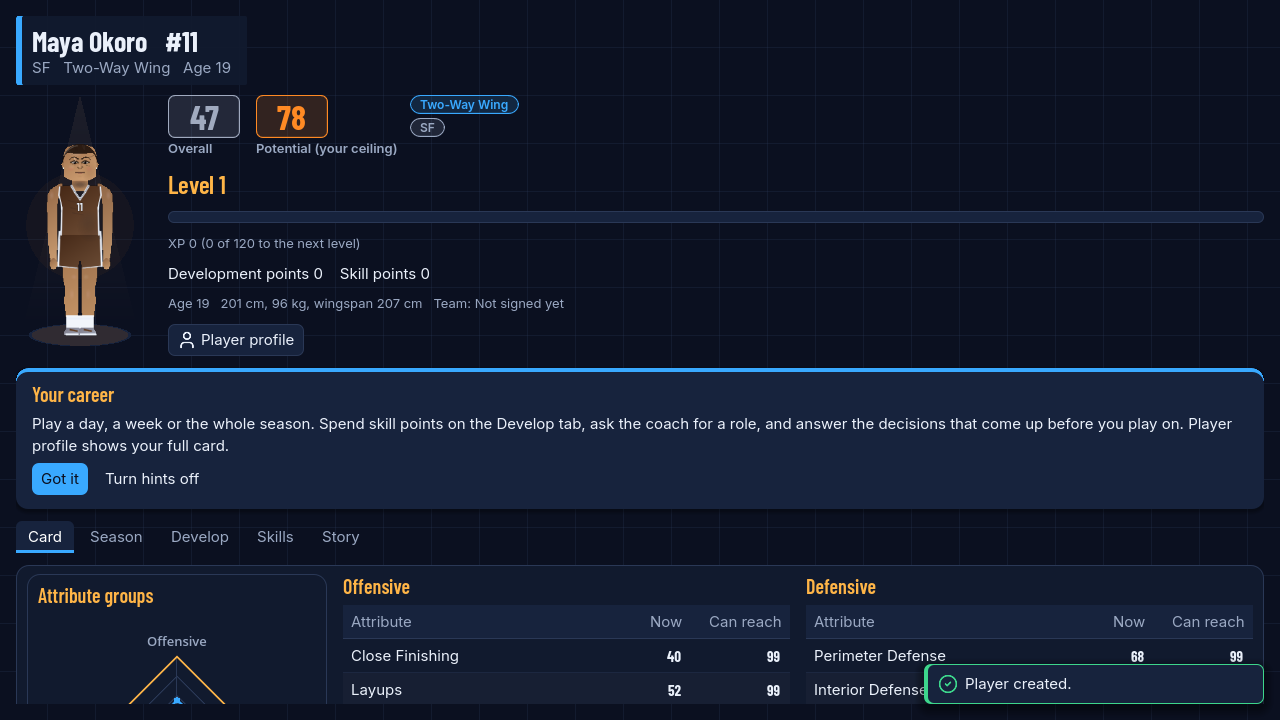 Maya Okoro #11
SF Two-Way Wing Age 19
11
47
Overall
78
Potential (your ceiling)
Two-Way Wing
SF
Level 1
XP 0 (0 of 120 to the next level)
Development points 0 Skill points 0
Age 19 201 cm, 96 kg, wingspan 207 cm Team: Not signed yet
Player profile
Your career
Play a day, a week or the whole season. Spend skill points on the Develop tab, ask the coach for a role, and answer the decisions that come up before you play on. Player
profile shows your full card.
Got it Turn hints off
Card Season Develop Skills Story
Attribute groups
Offensive
Offensive
Attribute Now Can reach
Close Finishing 40 99
Layups 52 99
Defensive
Attribute Now Can reach
Perimeter Defense 68 99
Interior Defense
Player created.